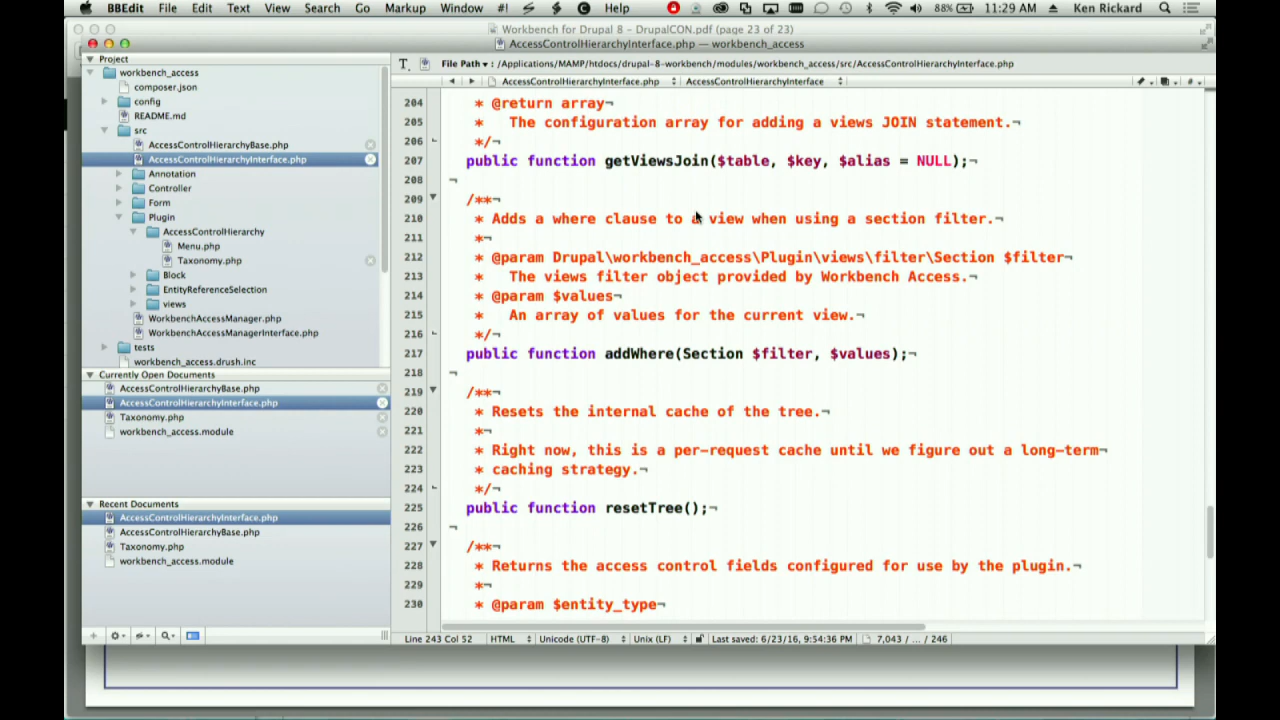 BBEdit File Edit Text View Search Go Markup Window #! Help 88% 11:29 AM Ken Rickard
Workbench for Drupal 8 – DrupalCON.pdf (page 23 of 23)
AccessControlHierarchyInterface.php — workbench_access
Project
workbench_access
composer.json
config
README.md
src
AccessControlHierarchyBase.php
AccessControlHierarchyInterface.php
Annotation
Controller
Form
Plugin
AccessControlHierarchy
Menu.php
Taxonomy.php
Block
EntityReferenceSelection
views
WorkbenchAccessManager.php
WorkbenchAccessManagerInterface.php
tests
workbench_access.drush.inc
Currently Open Documents
AccessControlHierarchyBase.php
AccessControlHierarchyInterface.php
Taxonomy.php
workbench_access.module
Recent Documents
AccessControlHierarchyInterface.php
AccessControlHierarchyBase.php
Taxonomy.php
workbench_access.module
File Path ▾ : /Applications/MAMP/htdocs/drupal-8-workbench/modules/workbench_access/src/AccessControlHierarchyInterface.php
AccessControlHierarchyInterface.php AccessControlHierarchyInterface
204 * @return array¬
205 * The configuration array for adding a views JOIN statement.¬
206 */¬
207 public function getViewsJoin($table, $key, $alias = NULL);¬
208 ¬
209 /**¬
210 * Adds a where clause to a view when using a section filter.¬
211 *¬
212 * @param Drupal\workbench_access\Plugin\views\filter\Section $filter¬
213 * The views filter object provided by Workbench Access.¬
214 * @param $values¬
215 * An array of values for the current view.¬
216 */¬
217 public function addWhere(Section $filter, $values);¬
218 ¬
219 /**¬
220 * Resets the internal cache of the tree.¬
221 *¬
222 * Right now, this is a per-request cache until we figure out a long-term¬
223 * caching strategy.¬
224 */¬
225 public function resetTree();¬
226 ¬
227 /**¬
228 * Returns the access control fields configured for use by the plugin.¬
229 *¬
230 * @param $entity_type¬
Line 243 Col 52 HTML Unicode (UTF-8) Unix (LF) Last saved: 6/23/16, 9:54:36 PM 7,043 / ... / 246